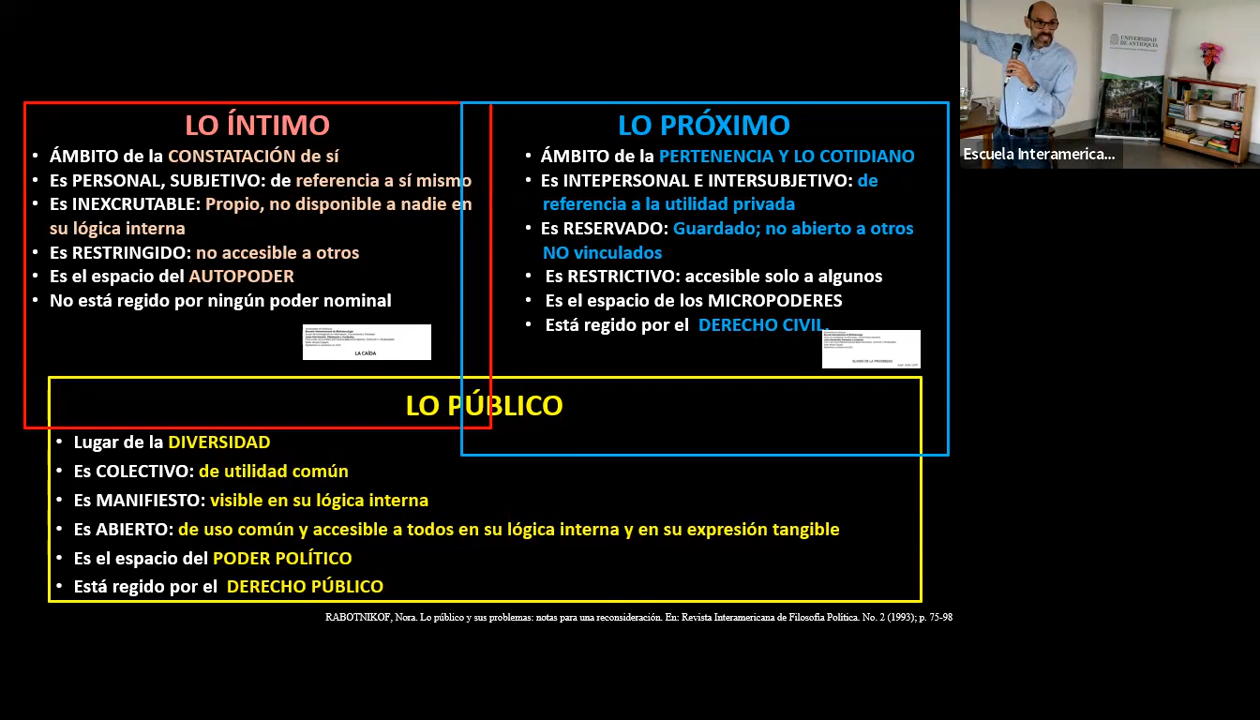 LO ÍNTIMO
• ÁMBITO de la CONSTATACIÓN de sí
• Es PERSONAL, SUBJETIVO: de referencia a sí mismo
• Es INEXCRUTABLE: Propio, no disponible a nadie en
su lógica interna
• Es RESTRINGIDO: no accesible a otros
• Es el espacio del AUTOPODER
• No está regido por ningún poder nominal
LA CAÍDA
LO PRÓXIMO
• ÁMBITO de la PERTENENCIA Y LO COTIDIANO
• Es INTEPERSONAL E INTERSUBJETIVO: de
referencia a la utilidad privada
• Es RESERVADO: Guardado; no abierto a otros
NO vinculados
• Es RESTRICTIVO: accesible solo a algunos
• Es el espacio de los MICROPODERES
• Está regido por el DERECHO CIVIL.
LO PÚBLICO
• Lugar de la DIVERSIDAD
• Es COLECTIVO: de utilidad común
• Es MANIFIESTO: visible en su lógica interna
• Es ABIERTO: de uso común y accesible a todos en su lógica interna y en su expresión tangible
• Es el espacio del PODER POLÍTICO
• Está regido por el DERECHO PÚBLICO
RABOTNIKOF, Nora. Lo público y sus problemas: notas para una reconsideración. En: Revista Interamericana de Filosofía Política. No. 2 (1993); p. 75-98
UNIVERSIDAD
DE ANTIOQUIA
Escuela Interamerica...